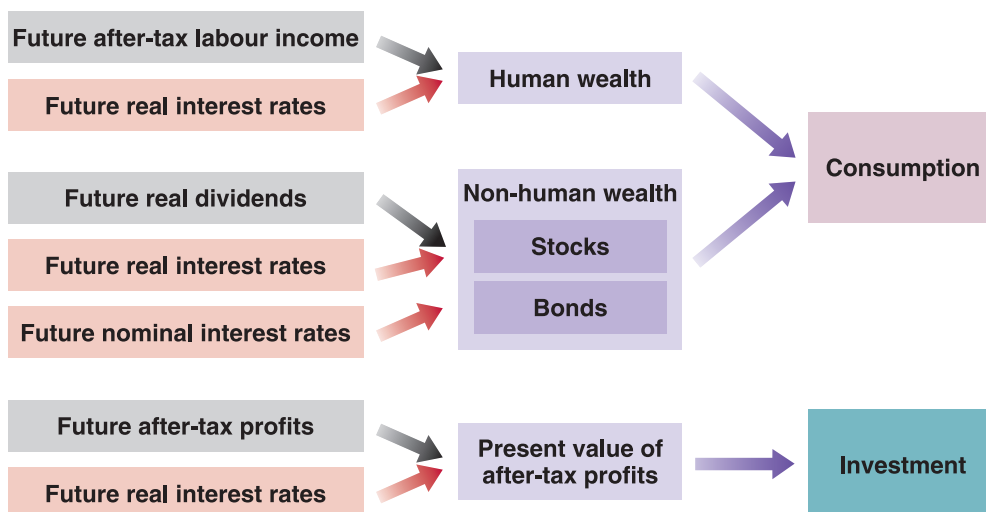 Future after-tax labour income
Future real interest rates
Human wealth
Future real dividends
Future real interest rates
Future nominal interest rates
Non-human wealth
Stocks
Bonds
Consumption
Future after-tax profits
Future real interest rates
Present value of
after-tax profits
Investment